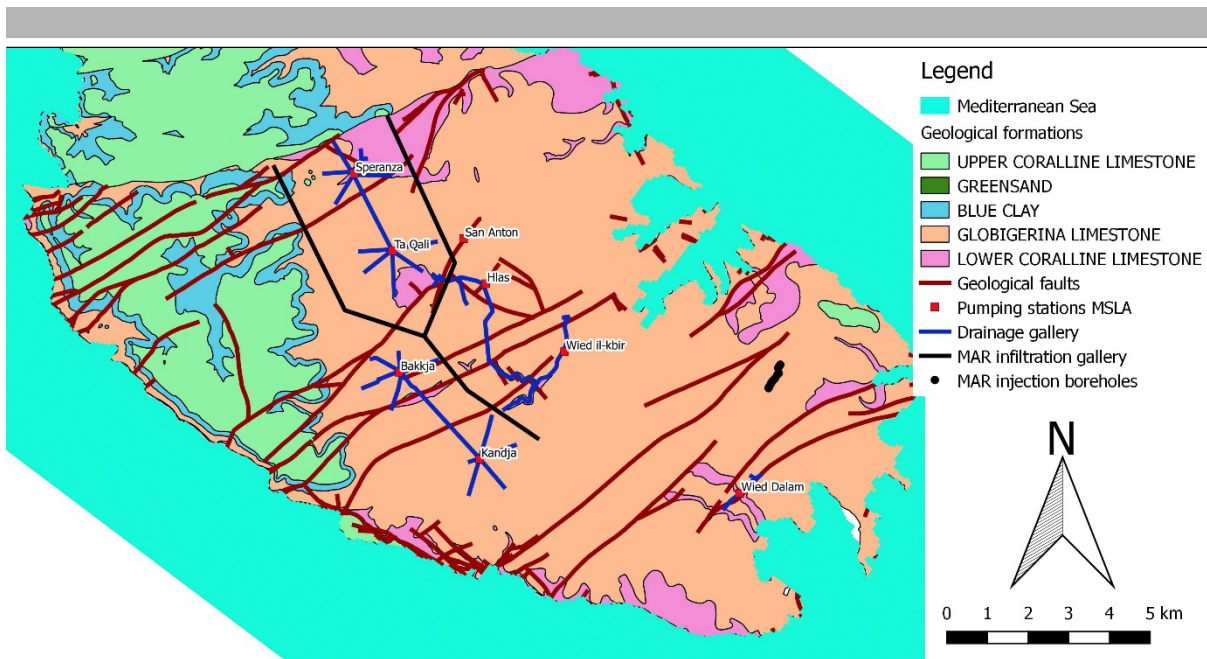 Speranza
Ta Qali
San Anton
Hlas
Wied il-kbir
Bakkja
Kandja
Wied Dalam
Legend
Mediterranean Sea
Geological formations
UPPER CORALLINE LIMESTONE
GREENSAND
BLUE CLAY
GLOBIGERINA LIMESTONE
LOWER CORALLINE LIMESTONE
Geological faults
Pumping stations MSLA
Drainage gallery
MAR infiltration gallery
MAR injection boreholes
N
0 1 2 3 4 5 km